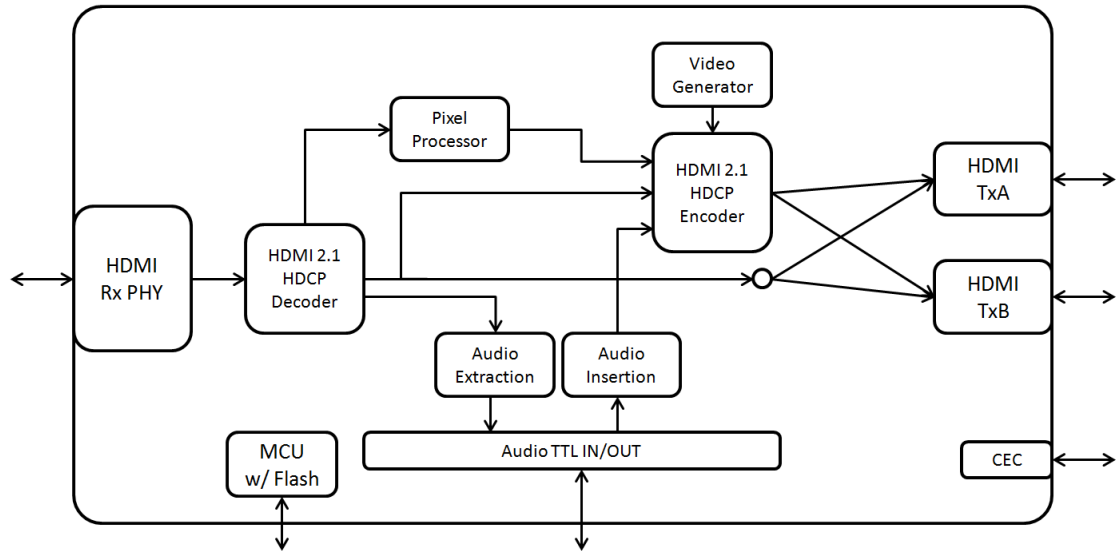 Video
Generator
Pixel
Processor
HDMI 2.1
HDCP
Encoder
HDMI
TxA
HDMI
Rx PHY
HDMI 2.1
HDCP
Decoder
HDMI
TxB
Audio
Extraction
Audio
Insertion
MCU
w/ Flash
Audio TTL IN/OUT
CEC